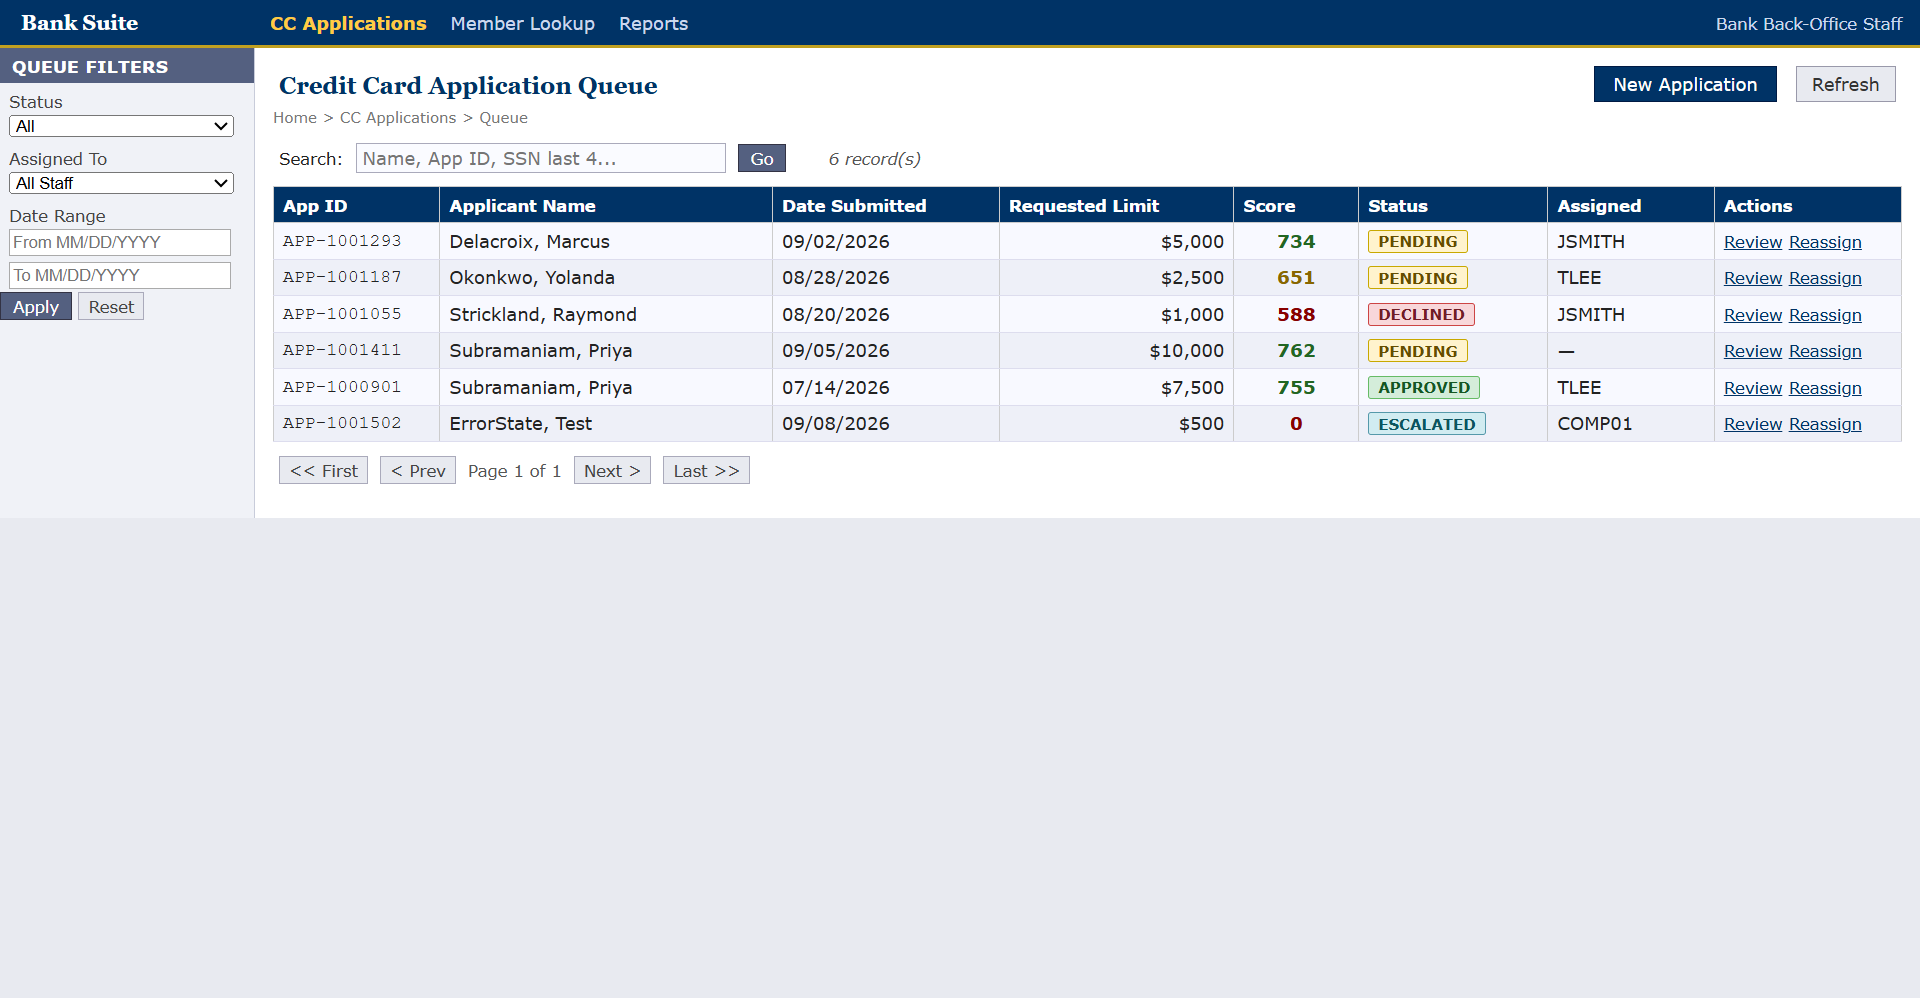 Bank Suite CC Applications Member Lookup Reports Bank Back-Office Staff
QUEUE FILTERS
Status
All
Assigned To
All Staff
Date Range
From MM/DD/YYYY
To MM/DD/YYYY
Apply Reset
Credit Card Application Queue New Application Refresh
Home > CC Applications > Queue
Search: Name, App ID, SSN last 4... Go 6 record(s)
App ID Applicant Name Date Submitted Requested Limit Score Status Assigned Actions
APP-1001293 Delacroix, Marcus 09/02/2026 $5,000 734 PENDING JSMITH Review Reassign
APP-1001187 Okonkwo, Yolanda 08/28/2026 $2,500 651 PENDING TLEE Review Reassign
APP-1001055 Strickland, Raymond 08/20/2026 $1,000 588 DECLINED JSMITH Review Reassign
APP-1001411 Subramaniam, Priya 09/05/2026 $10,000 762 PENDING — Review Reassign
APP-1000901 Subramaniam, Priya 07/14/2026 $7,500 755 APPROVED TLEE Review Reassign
APP-1001502 ErrorState, Test 09/08/2026 $500 0 ESCALATED COMP01 Review Reassign
<< First < Prev Page 1 of 1 Next > Last >>